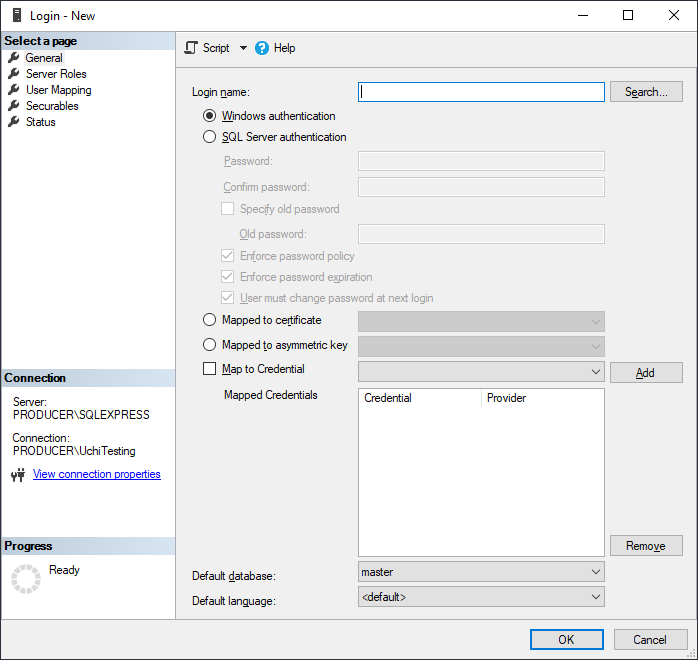 Login - New
Select a page
General
Server Roles
User Mapping
Securables
Status
Connection
Server:
PRODUCER\SQLEXPRESS
Connection:
PRODUCER\UchiTesting
View connection properties
Progress
Ready
Script Help
Login name: Search...
Windows authentication
SQL Server authentication
Password:
Confirm password:
Specify old password
Old password:
Enforce password policy
Enforce password expiration
User must change password at next login
Mapped to certificate
Mapped to asymmetric key
Map to Credential Add
Mapped Credentials Credential Provider
Remove
Default database: master
Default language: <default>
OK Cancel